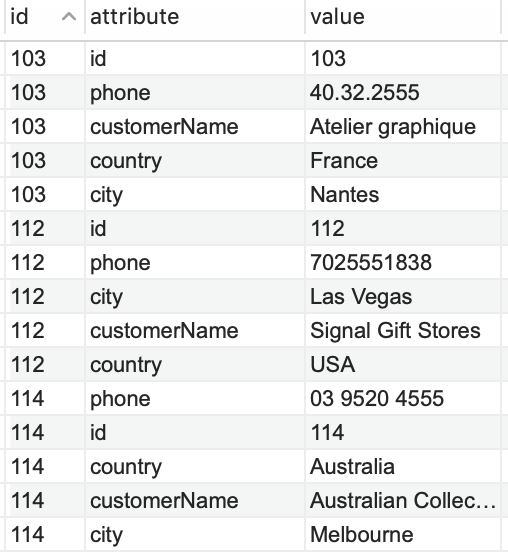 id attribute value
103 id 103
103 phone 40.32.2555
103 customerName Atelier graphique
103 country France
103 city Nantes
112 id 112
112 phone 7025551838
112 city Las Vegas
112 customerName Signal Gift Stores
112 country USA
114 phone 03 9520 4555
114 id 114
114 country Australia
114 customerName Australian Collec...
114 city Melbourne